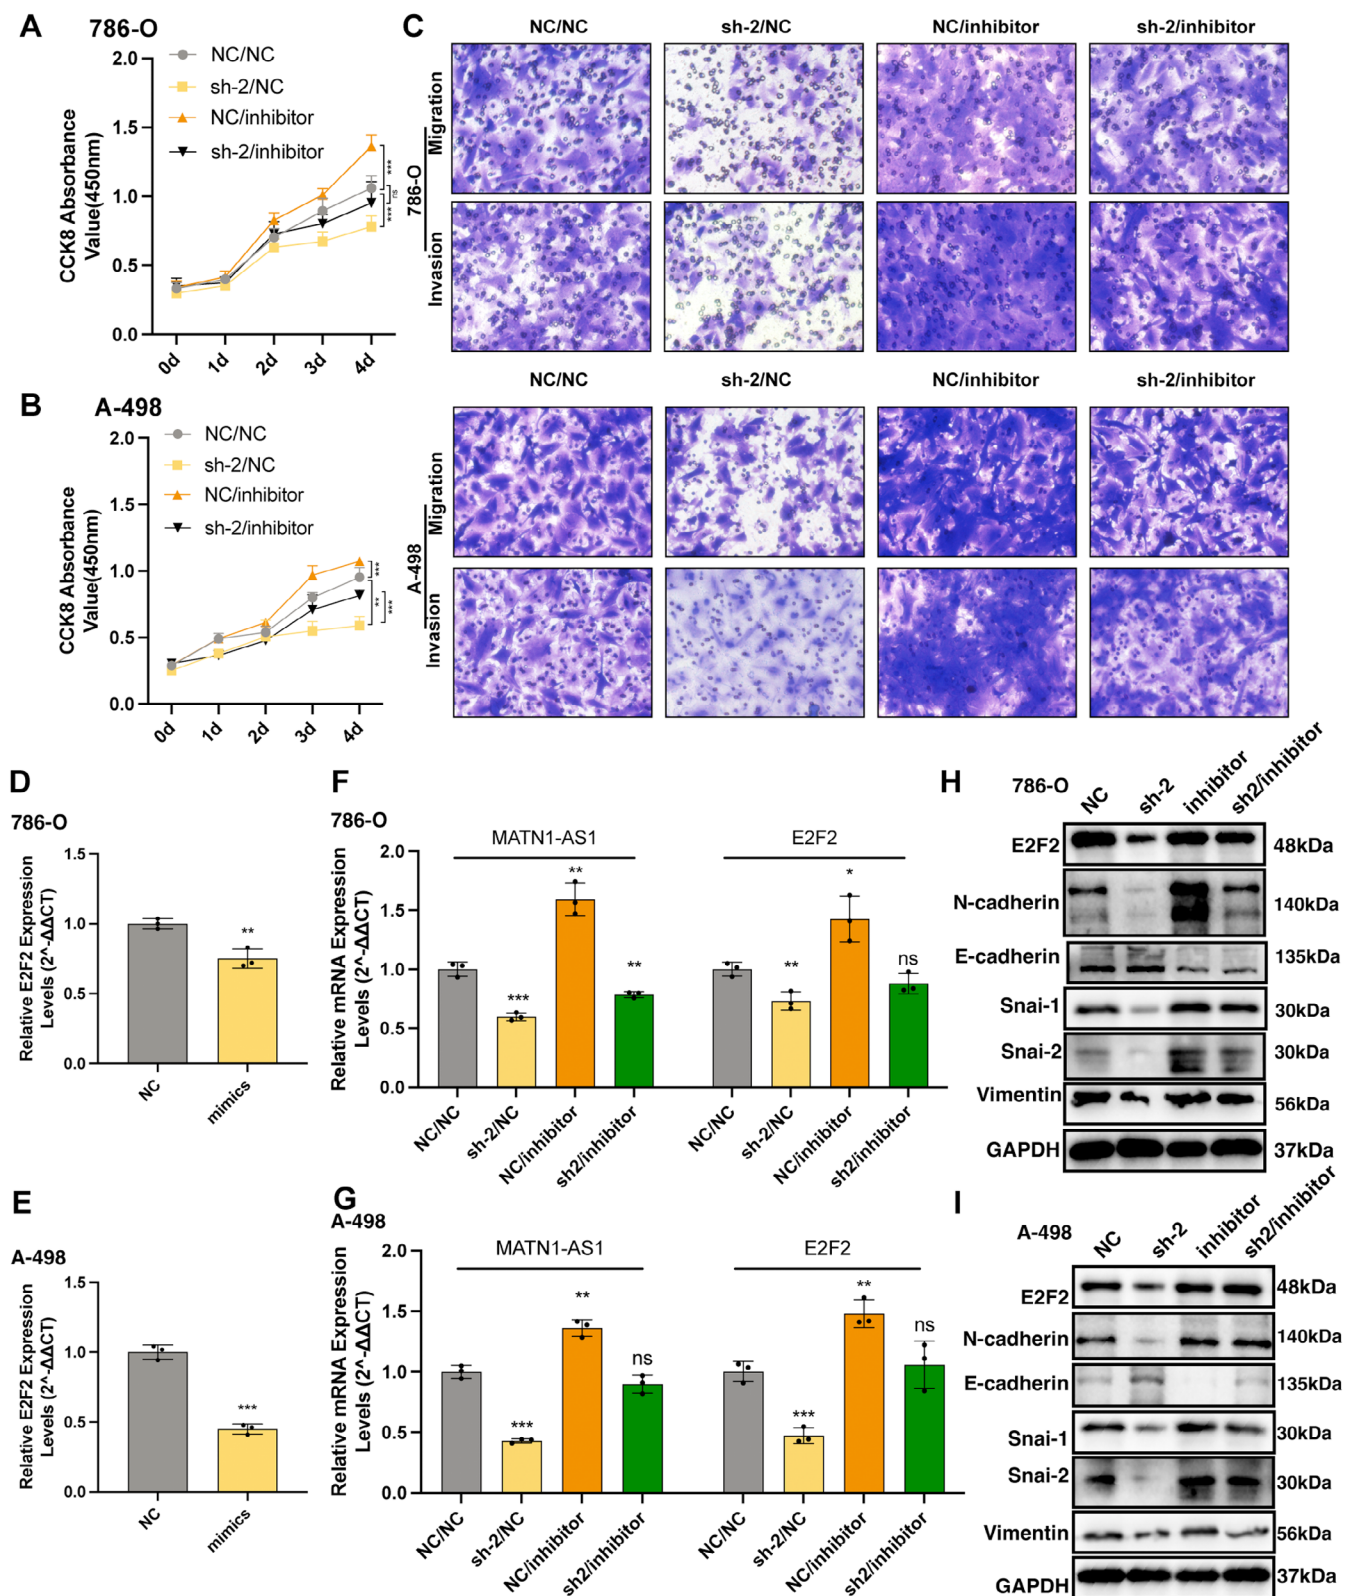 A
786-O
NC/NC
sh-2/NC
NC/inhibitor
sh-2/inhibitor
CCK8 Absorbance
Value(450nm)
2.0
1.5
1.0
0.5
0.0
0d
1d
2d
3d
4d
***
ns
***
B
A-498
NC/NC
sh-2/NC
NC/inhibitor
sh-2/inhibitor
CCK8 Absorbance
Value(450nm)
2.0
1.5
1.0
0.5
0.0
0d
1d
2d
3d
4d
***
**
***
C
NC/NC
sh-2/NC
NC/inhibitor
sh-2/inhibitor
786-O
Migration
Invasion
NC/NC
sh-2/NC
NC/inhibitor
sh-2/inhibitor
A-498
Migration
Invasion
D
786-O
Relative E2F2 Expression
Levels (2^-ΔΔCT)
1.5
1.0
0.5
0.0
**
NC
mimics
E
A-498
Relative E2F2 Expression
Levels (2^-ΔΔCT)
1.5
1.0
0.5
0.0
***
NC
mimics
F
786-O
Relative mRNA Expression
Levels (2^-ΔΔCT)
2.0
1.5
1.0
0.5
0.0
MATN1-AS1
E2F2
***
**
**
**
*
ns
NC/NC
sh-2/NC
NC/inhibitor
sh2/inhibitor
NC/NC
sh-2/NC
NC/inhibitor
sh2/inhibitor
G
A-498
Relative mRNA Expression
Levels (2^-ΔΔCT)
2.0
1.5
1.0
0.5
0.0
MATN1-AS1
E2F2
***
**
ns
***
**
ns
NC/NC
sh-2/NC
NC/inhibitor
sh2/inhibitor
NC/NC
sh-2/NC
NC/inhibitor
sh2/inhibitor
H
786-O
NC
sh-2
inhibitor
sh2/inhibitor
E2F2 48kDa
N-cadherin 140kDa
E-cadherin 135kDa
Snai-1 30kDa
Snai-2 30kDa
Vimentin 56kDa
GAPDH 37kDa
I
A-498
NC
sh-2
inhibitor
sh2/inhibitor
E2F2 48kDa
N-cadherin 140kDa
E-cadherin 135kDa
Snai-1 30kDa
Snai-2 30kDa
Vimentin 56kDa
GAPDH 37kDa